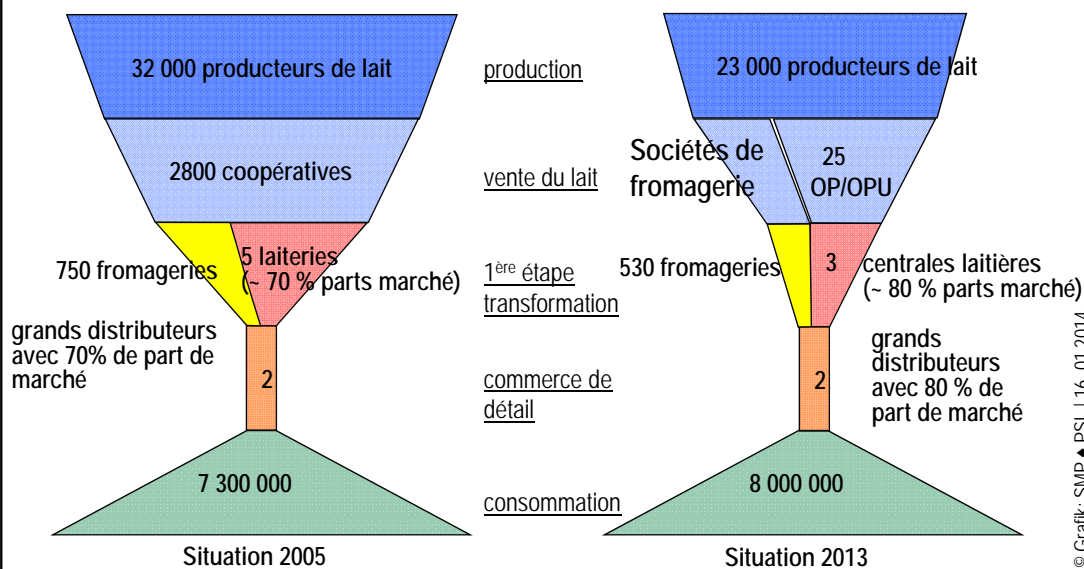 32 000 producteurs de lait
production
23 000 producteurs de lait
2800 coopératives
vente du lait
Sociétés de
fromagerie
25
OP/OPU
750 fromageries
5 laiteries
(~ 70 % parts marché)
1ère étape
transformation
530 fromageries
3
centrales laitières
(~ 80 % parts marché)
grands distributeurs
avec 70% de part de
marché
2
commerce de
détail
2
grands
distributeurs
avec 80 % de
part de marché
7 300 000
consommation
8 000 000
Situation 2005
Situation 2013
© Grafik: SMP ♦ PSL | 16. 01 2014